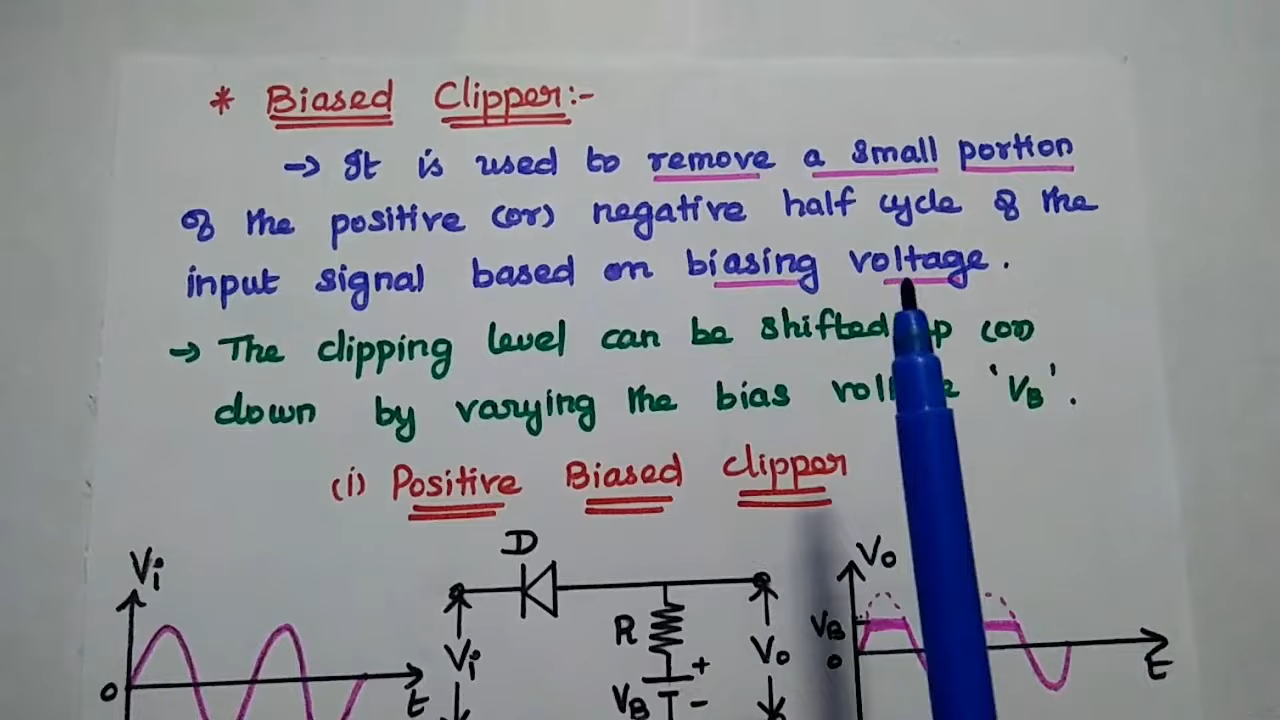 * Biased Clipper:-
→ It is used to remove a small portion
of the positive (or) negative half cycle of the
input signal based on biasing voltage.
→ The clipping level can be shifted (or)
down by varying the bias 'VB'.
(i) Positive Biased Clipper
Vi
0
t
D
Vi
R
+
VB
-
Vo
Vo
VB
0
t